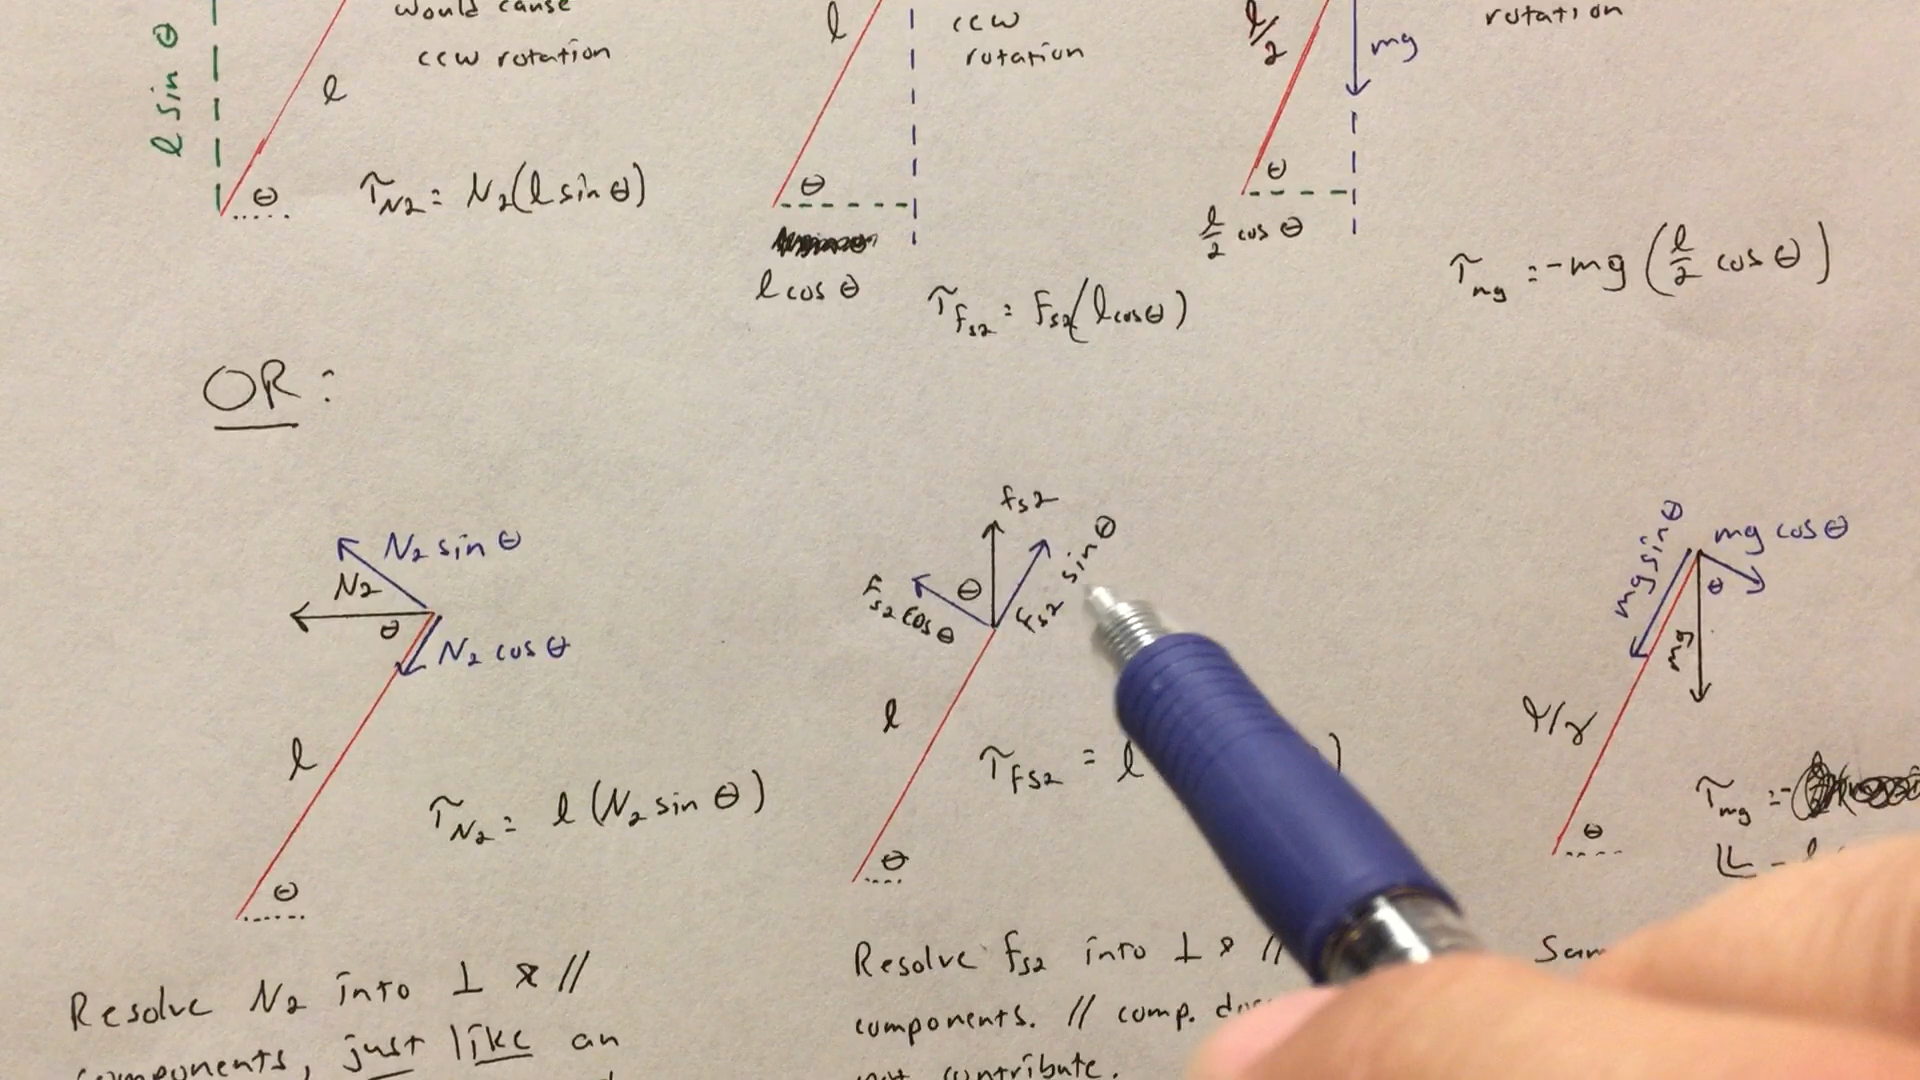 would cause
ccw rotation
l sin θ
l
θ
τN2 = N2(l sin θ)
l
ccw
rotation
θ
l cos θ
τfs2 = Fs2(l cos θ)
l/2
mg
rotation
θ
l/2 cos θ
τmg = -mg (l/2 cos θ)
OR:
N2 sin θ
N2
θ
N2 cos θ
l
θ
τN2 = l (N2 sin θ)
Resolve N2 into ⊥ & //
components, just like an
fs2
θ
Fs2 cos θ
fs2 sin θ
l
θ
τFS2 = l
)
Resolve fs2 into ⊥ & //
components. // comp.
not contribute.
mg sin θ
mg cos θ
θ
mg
l/2
θ
τmg = -